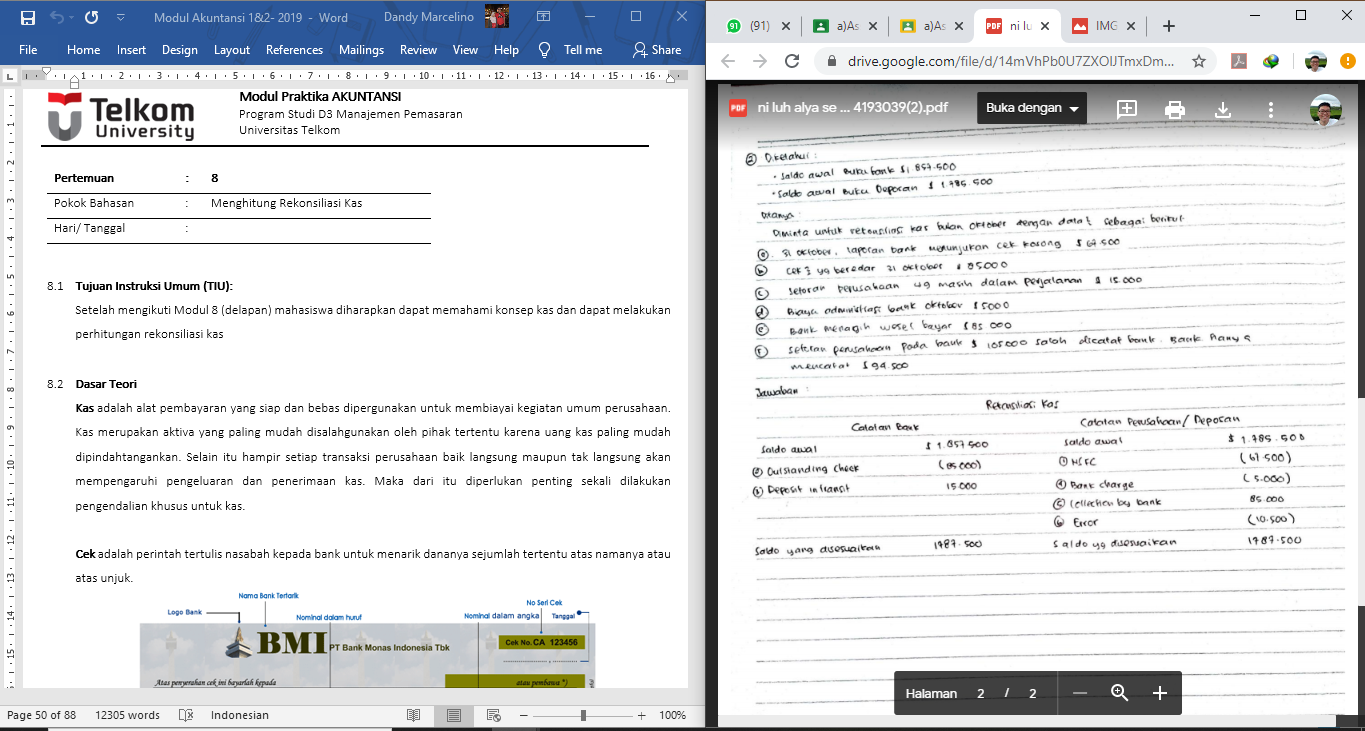 Modul Akuntansi 1&2- 2019 - Word
Dandy Marcelino
File Home Insert Design Layout References Mailings Review View Help Tell me Share
Telkom
University
Modul Praktika AKUNTANSI
Program Studi D3 Manajemen Pemasaran
Universitas Telkom
Pertemuan : 8
Pokok Bahasan : Menghitung Rekonsiliasi Kas
Hari/ Tanggal :
8.1 Tujuan Instruksi Umum (TIU):
Setelah mengikuti Modul 8 (delapan) mahasiswa diharapkan dapat memahami konsep kas dan dapat melakukan
perhitungan rekonsiliasi kas
8.2 Dasar Teori
Kas adalah alat pembayaran yang siap dan bebas dipergunakan untuk membiayai kegiatan umum perusahaan.
Kas merupakan aktiva yang paling mudah disalahgunakan oleh pihak tertentu karena uang kas paling mudah
dipindahtangankan. Selain itu hampir setiap transaksi perusahaan baik langsung maupun tak langsung akan
mempengaruhi pengeluaran dan penerimaan kas. Maka dari itu diperlukan penting sekali dilakukan
pengendalian khusus untuk kas.
Cek adalah perintah tertulis nasabah kepada bank untuk menarik dananya sejumlah tertentu atas namanya atau
atas unjuk.
Nama Bank Tertarik
No Seri Cek
Logo Bank
Nominal dalam huruf
Nominal dalam angka
Tanggal
BMI PT Bank Monas Indonesia Tbk
Cek No. CA 123456
Atas penyerahan cek ini bayarlah kepada
atau pembawa *)
Page 50 of 88 12305 words Indonesian 100%
(91) a)As a)As ni lu IMG
drive.google.com/file/d/14mVhPb0U7ZXOlJTmxDm...
PDF ni luh alya se ... 4193039(2).pdf
Buka dengan
② Diketahui :
• Saldo awal Buku bank $1.857.500
• Saldo awal Buku Deporan $ 1.785.500
Ditanya :
Diminta untuk rekonsiliasi kas bulan oktober dengan data² sebagai berikut
ⓐ 31 oktober, laporan bank menunjukan cek kosong $ 67.500
ⓑ cek² yg beredar 31 oktober $ 85000
ⓒ setoran perusahaan yg masih dalam perjalanan $ 15.000
ⓓ Biaya administrasi bank oktober $ 5000
ⓔ Bank menagih wesel bayar $ 85 000
ⓕ setoran perusahaan pada bank $ 105000 salah dicatat bank. Bank hanya
mencatat $ 94.500
Jawaban :
Rekonsiliasi Kas
Catatan Bank Catatan Perusahaan/ Deporan
Saldo awal $ 1.857.500 Saldo awal $ 1.785.500
② Outstanding check (85.000) ① NSFC (67.500)
③ Deposit in transit 15.000 ④ Bank charge (5.000)
⑤ Collection by bank 85.000
⑥ Error (10.500)
Saldo yang disesuaikan 1787.500 Saldo yg disesuaikan 1787.500
Halaman 2 / 2